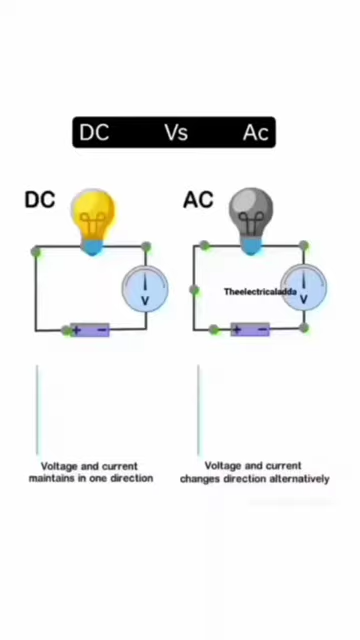 DC Vs Ac
DC
AC
V
Theelectricaladda
V
+ −
+ −
Voltage and current
maintains in one direction
Voltage and current
changes direction alternatively